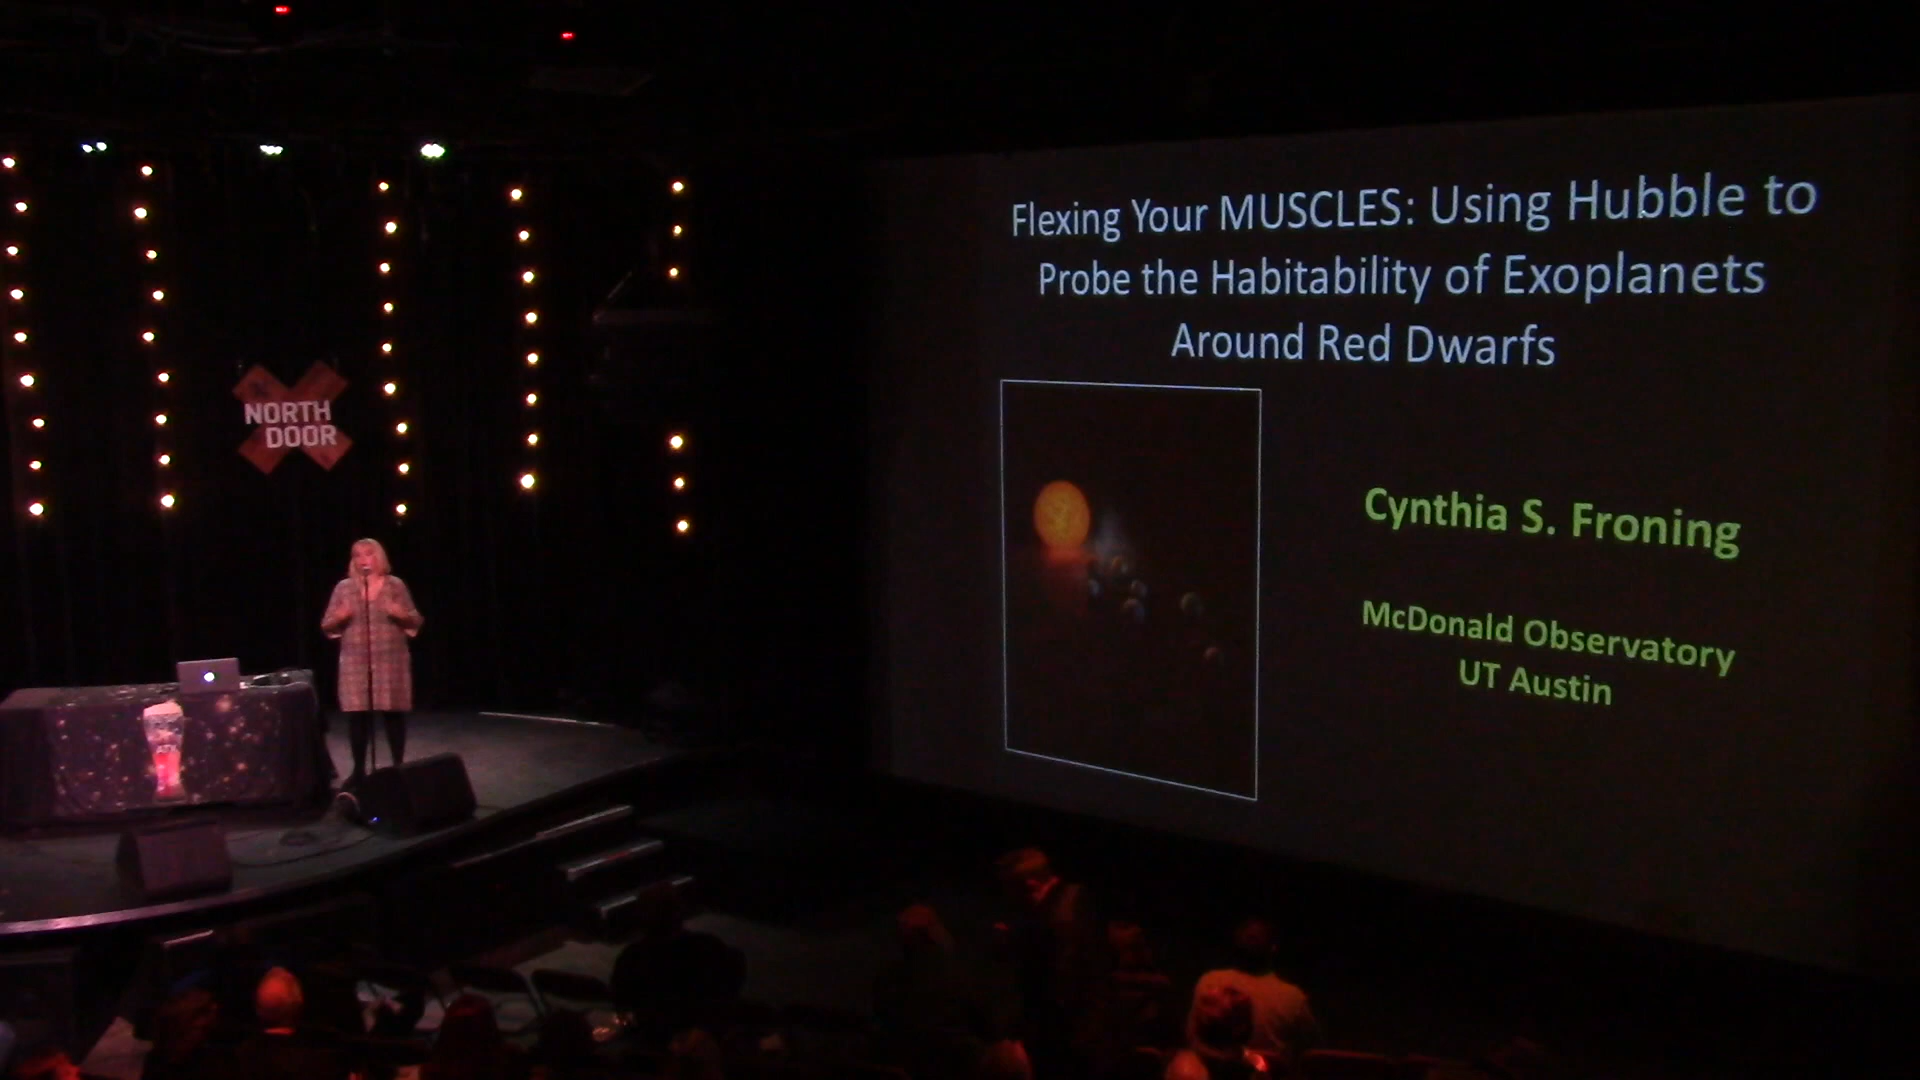 NORTH
DOOR
ATX
Flexing Your MUSCLES: Using Hubble to
Probe the Habitability of Exoplanets
Around Red Dwarfs
Cynthia S. Froning
McDonald Observatory
UT Austin